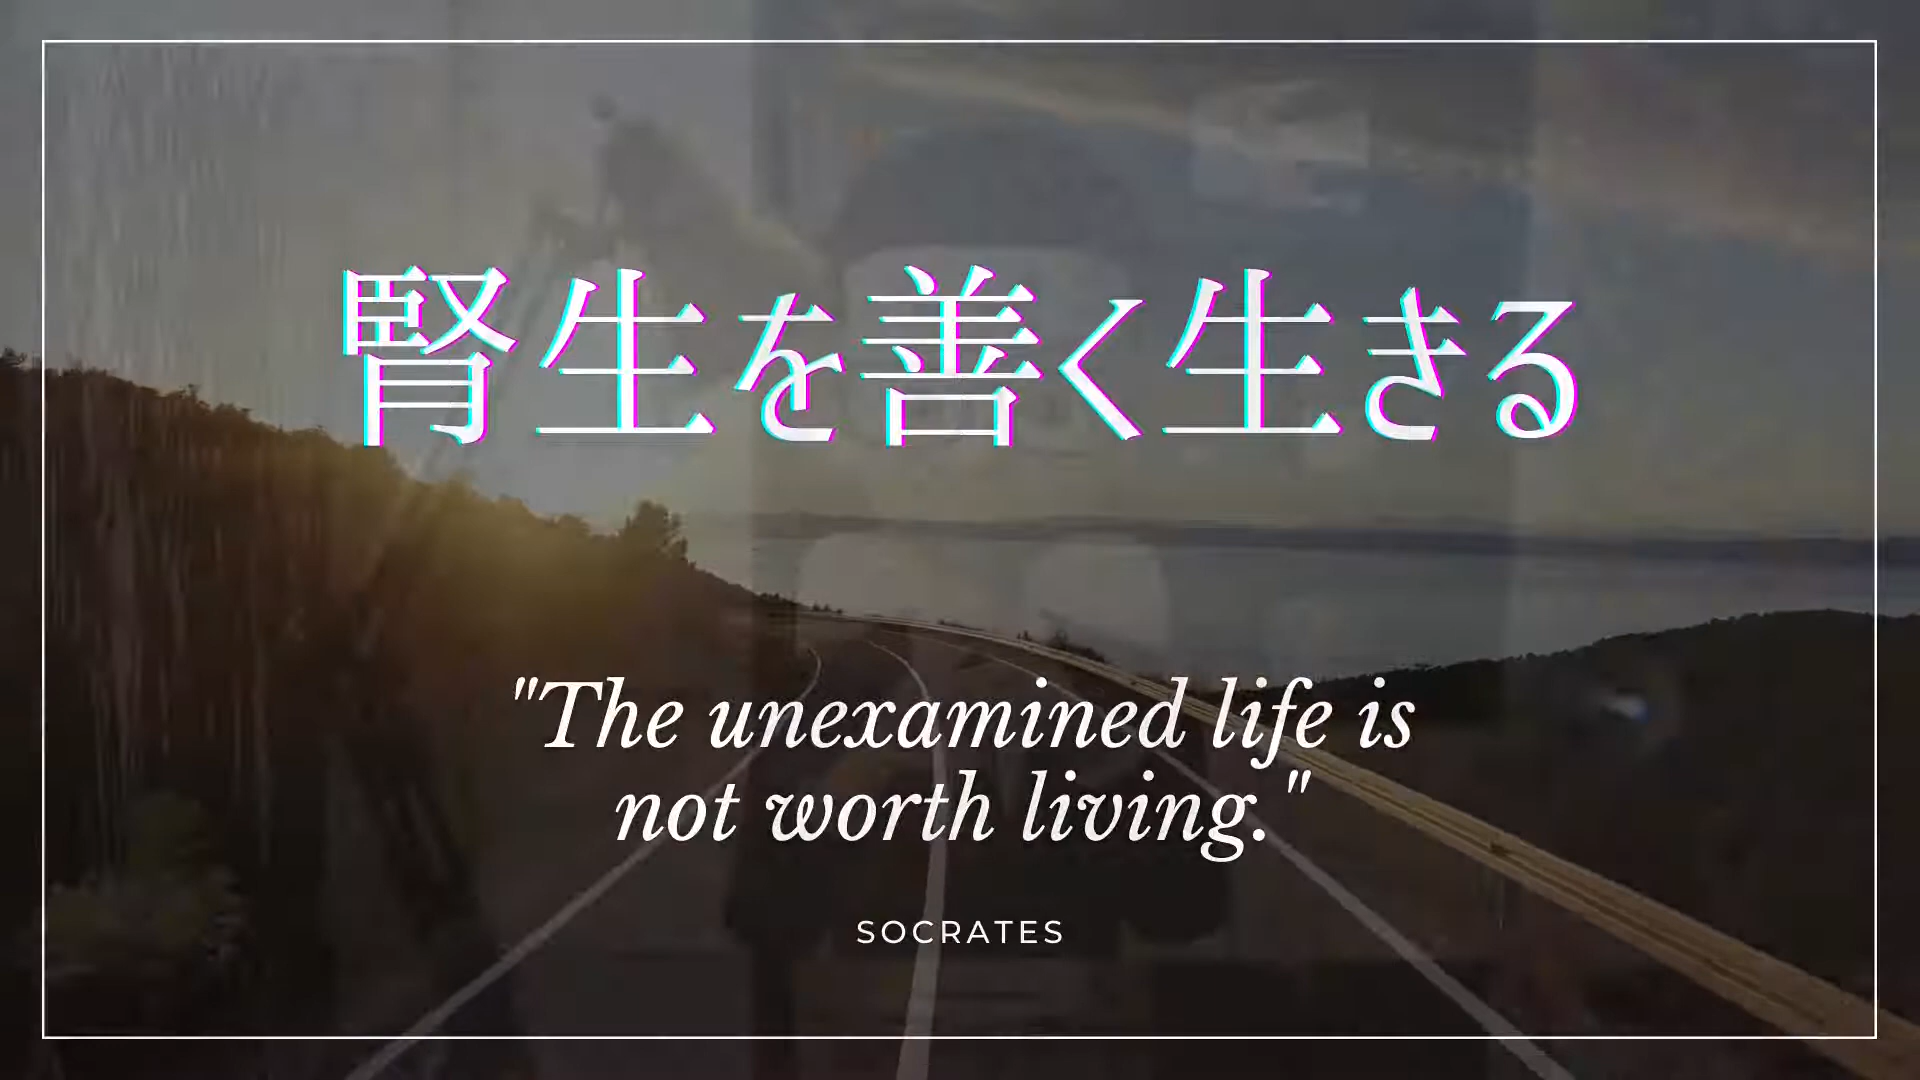 腎生を善く生きる
"The unexamined life is
not worth living."
SOCRATES